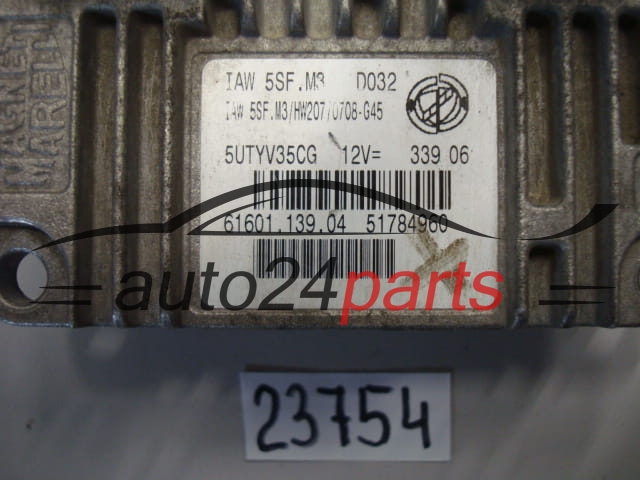 MAGNETI
MARELLI
IAW 5SF.M3 D032
IAW 5SF.M3/HW207/0708-G45
5UTYV35CG 12V= 339 06
61601.139.04 51784960
auto24parts
23754